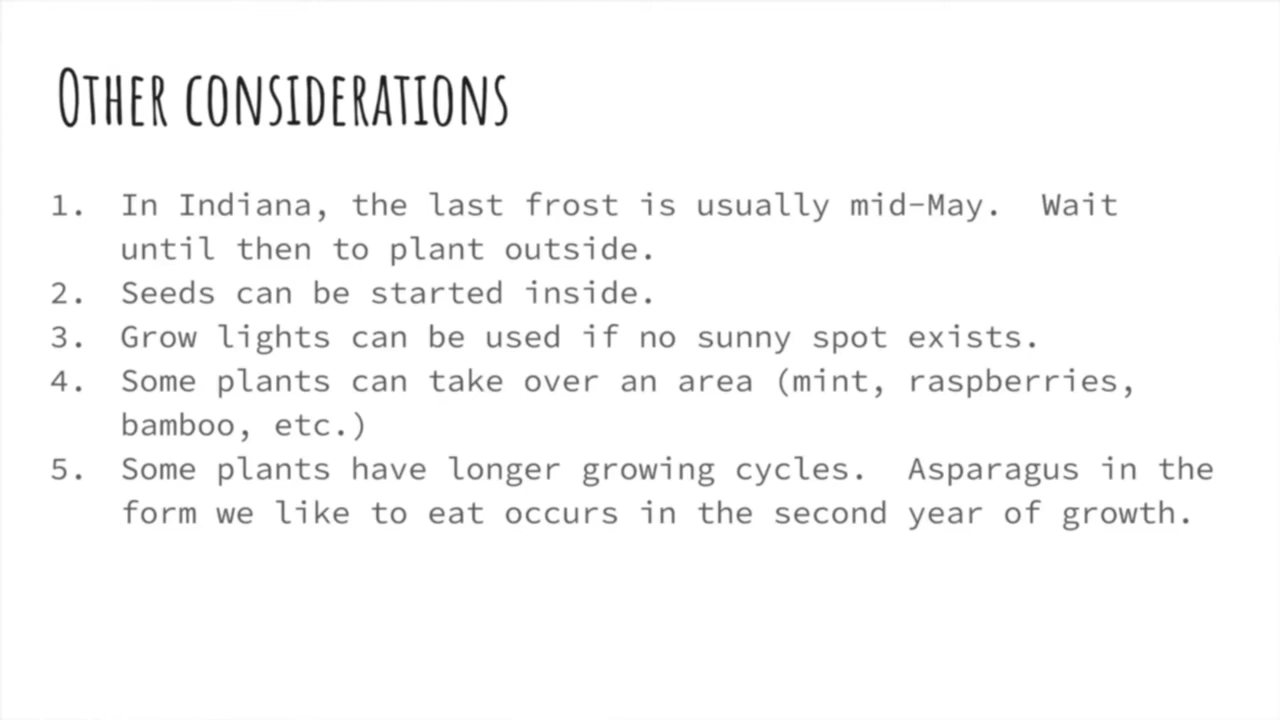 Other considerations
1. In Indiana, the last frost is usually mid-May.  Wait
until then to plant outside.
2. Seeds can be started inside.
3. Grow lights can be used if no sunny spot exists.
4. Some plants can take over an area (mint, raspberries,
bamboo, etc.)
5. Some plants have longer growing cycles.  Asparagus in the
form we like to eat occurs in the second year of growth.